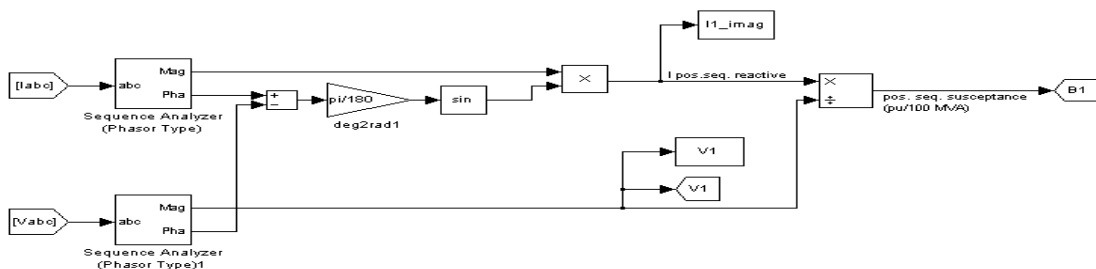 I1_imag
[Iabc]
abc
Mag
Pha
Sequence Analyzer
(Phasor Type)
+
−
pi/180
deg2rad1
sin
×
I pos.seq. reactive
×
÷
pos. seq. susceptance
(pu/100 MVA)
B1
V1
V1
[Vabc]
abc
Mag
Pha
Sequence Analyzer
(Phasor Type)1